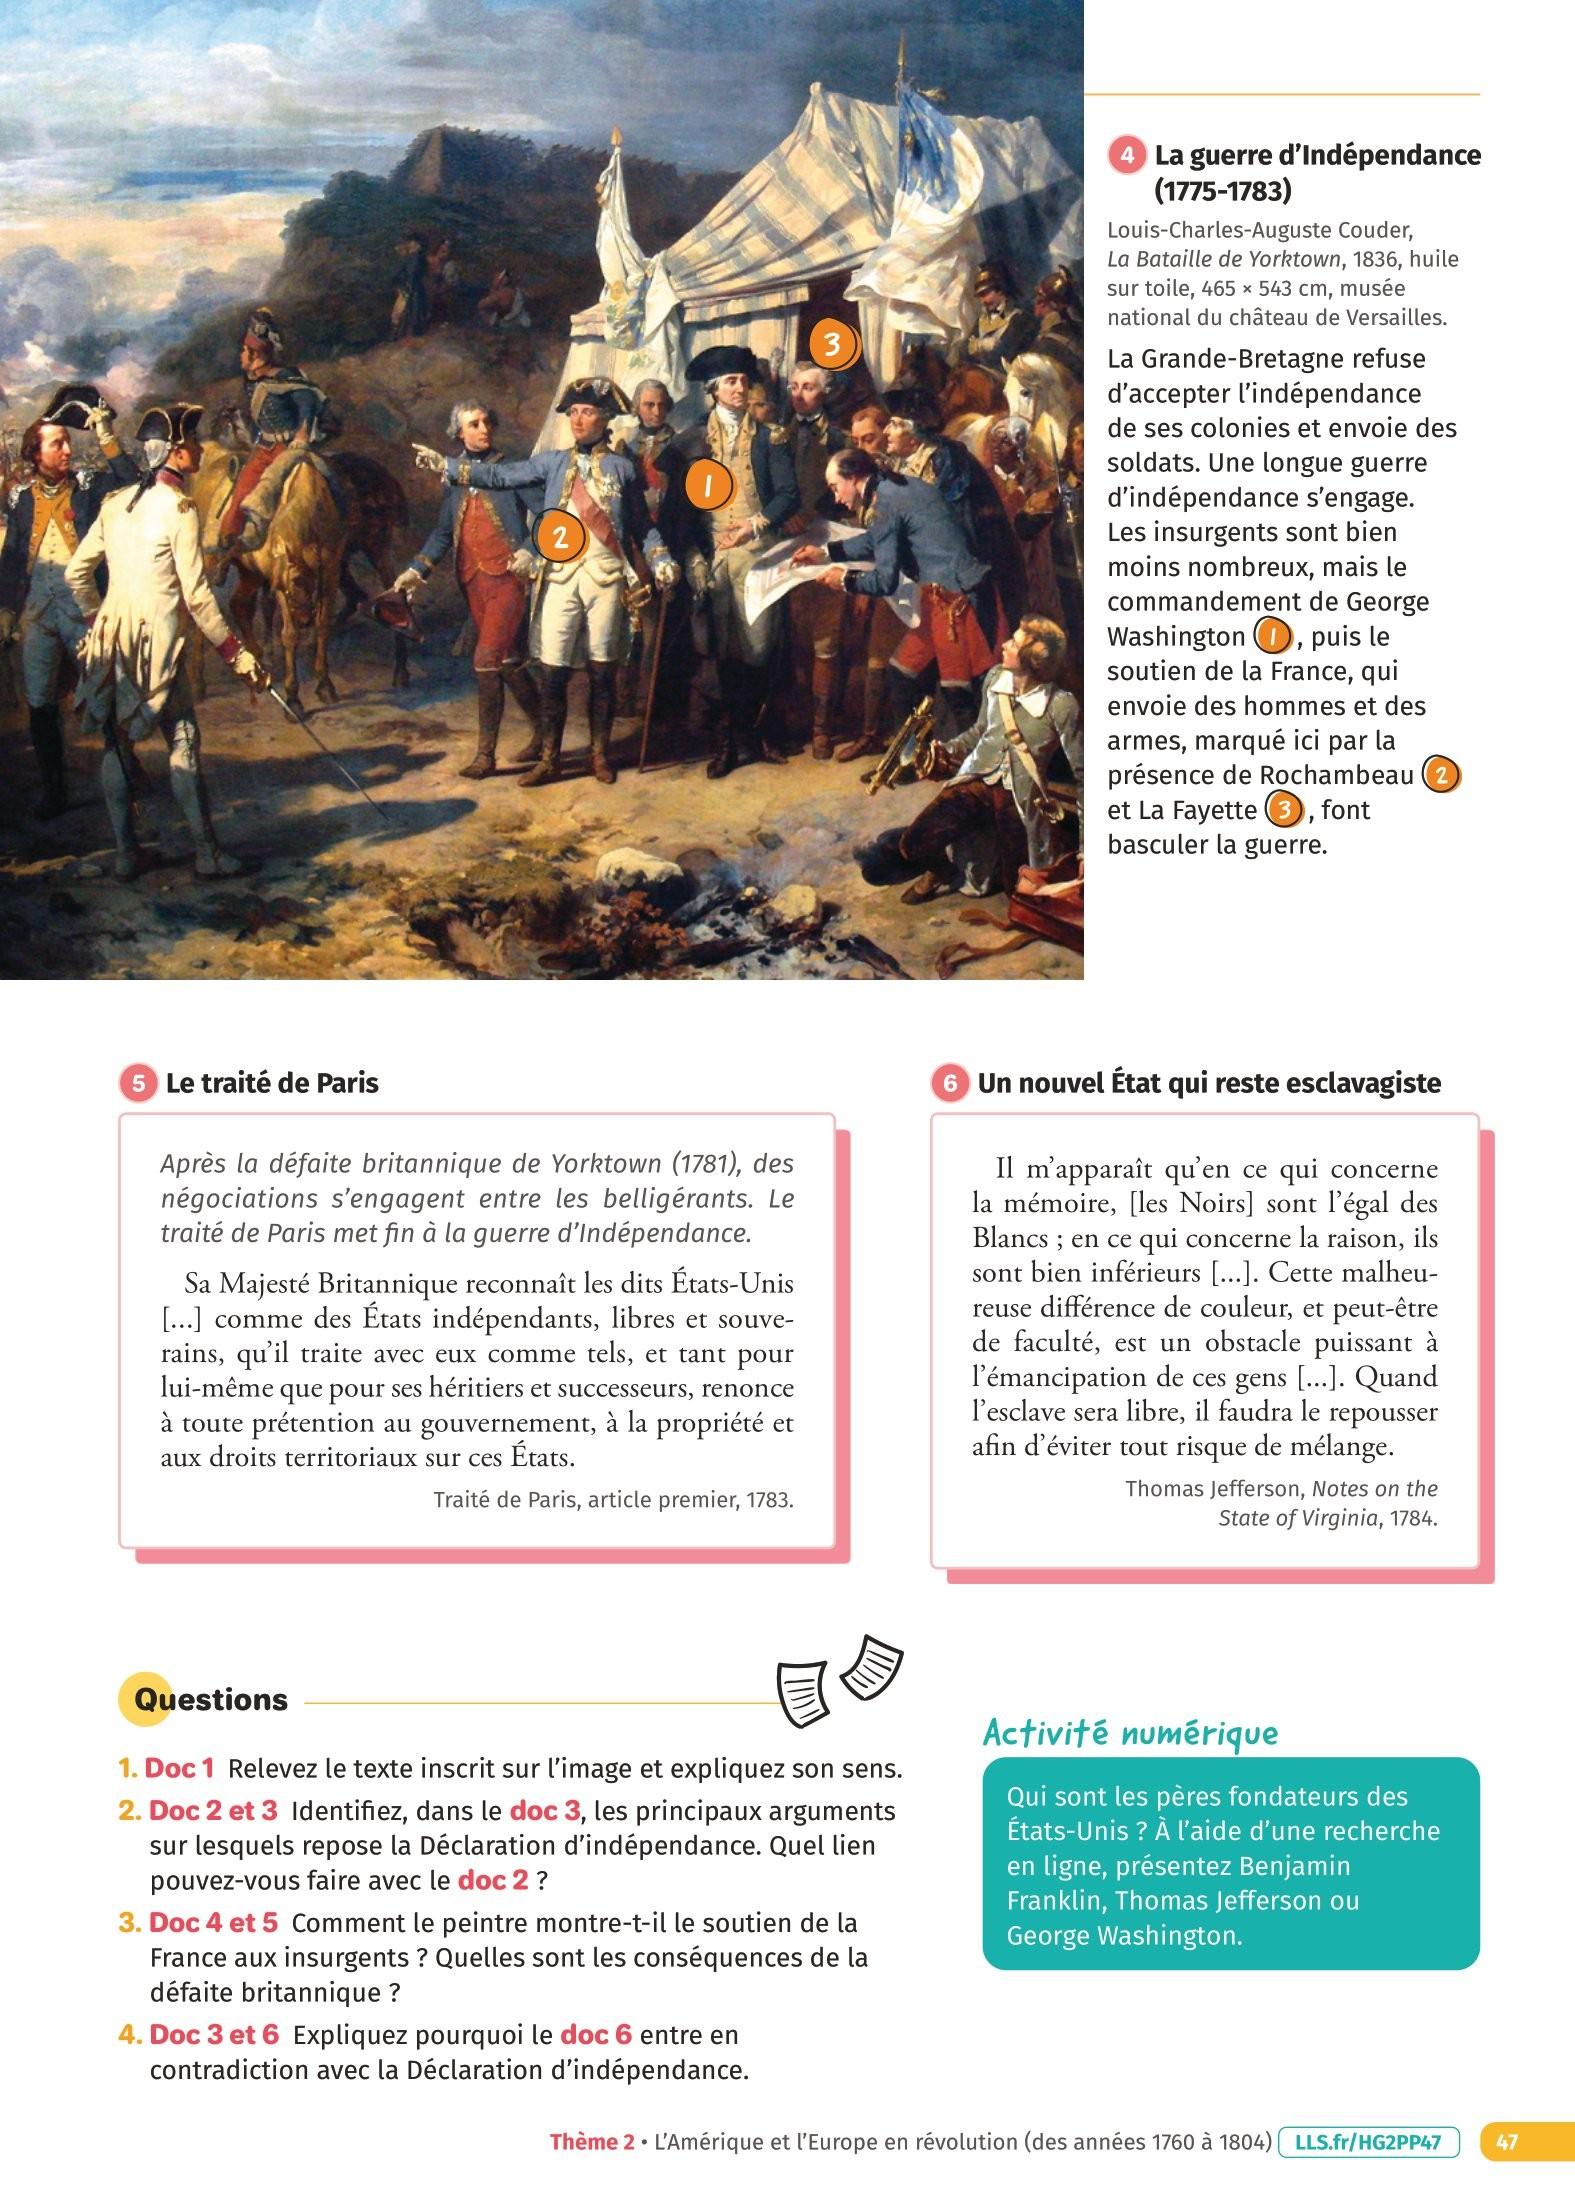 3
1
2
4 La guerre d’Indépendance
(1775-1783)
Louis-Charles-Auguste Couder,
La Bataille de Yorktown, 1836, huile
sur toile, 465 × 543 cm, musée
national du château de Versailles.
La Grande-Bretagne refuse
d’accepter l’indépendance
de ses colonies et envoie des
soldats. Une longue guerre
d’indépendance s’engage.
Les insurgents sont bien
moins nombreux, mais le
commandement de George
Washington 1, puis le
soutien de la France, qui
envoie des hommes et des
armes, marqué ici par la
présence de Rochambeau 2
et La Fayette 3, font
basculer la guerre.
5 Le traité de Paris
Après la défaite britannique de Yorktown (1781), des
négociations s’engagent entre les belligérants. Le
traité de Paris met fin à la guerre d’Indépendance.
Sa Majesté Britannique reconnaît les dits États-Unis
[...] comme des États indépendants, libres et souve-
rains, qu’il traite avec eux comme tels, et tant pour
lui-même que pour ses héritiers et successeurs, renonce
à toute prétention au gouvernement, à la propriété et
aux droits territoriaux sur ces États.
Traité de Paris, article premier, 1783.
6 Un nouvel État qui reste esclavagiste
Il m’apparaît qu’en ce qui concerne
la mémoire, [les Noirs] sont l’égal des
Blancs ; en ce qui concerne la raison, ils
sont bien inférieurs [...]. Cette malheu-
reuse différence de couleur, et peut-être
de faculté, est un obstacle puissant à
l’émancipation de ces gens [...]. Quand
l’esclave sera libre, il faudra le repousser
afin d’éviter tout risque de mélange.
Thomas Jefferson, Notes on the
State of Virginia, 1784.
Questions
1. Doc 1 Relevez le texte inscrit sur l’image et expliquez son sens.
2. Doc 2 et 3 Identifiez, dans le doc 3, les principaux arguments
sur lesquels repose la Déclaration d’indépendance. Quel lien
pouvez-vous faire avec le doc 2 ?
3. Doc 4 et 5 Comment le peintre montre-t-il le soutien de la
France aux insurgents ? Quelles sont les conséquences de la
défaite britannique ?
4. Doc 3 et 6 Expliquez pourquoi le doc 6 entre en
contradiction avec la Déclaration d’indépendance.
Activité numérique
Qui sont les pères fondateurs des
États-Unis ? À l’aide d’une recherche
en ligne, présentez Benjamin
Franklin, Thomas Jefferson ou
George Washington.
Thème 2 • L’Amérique et l’Europe en révolution (des années 1760 à 1804) LLS.fr/HG2PP47 47